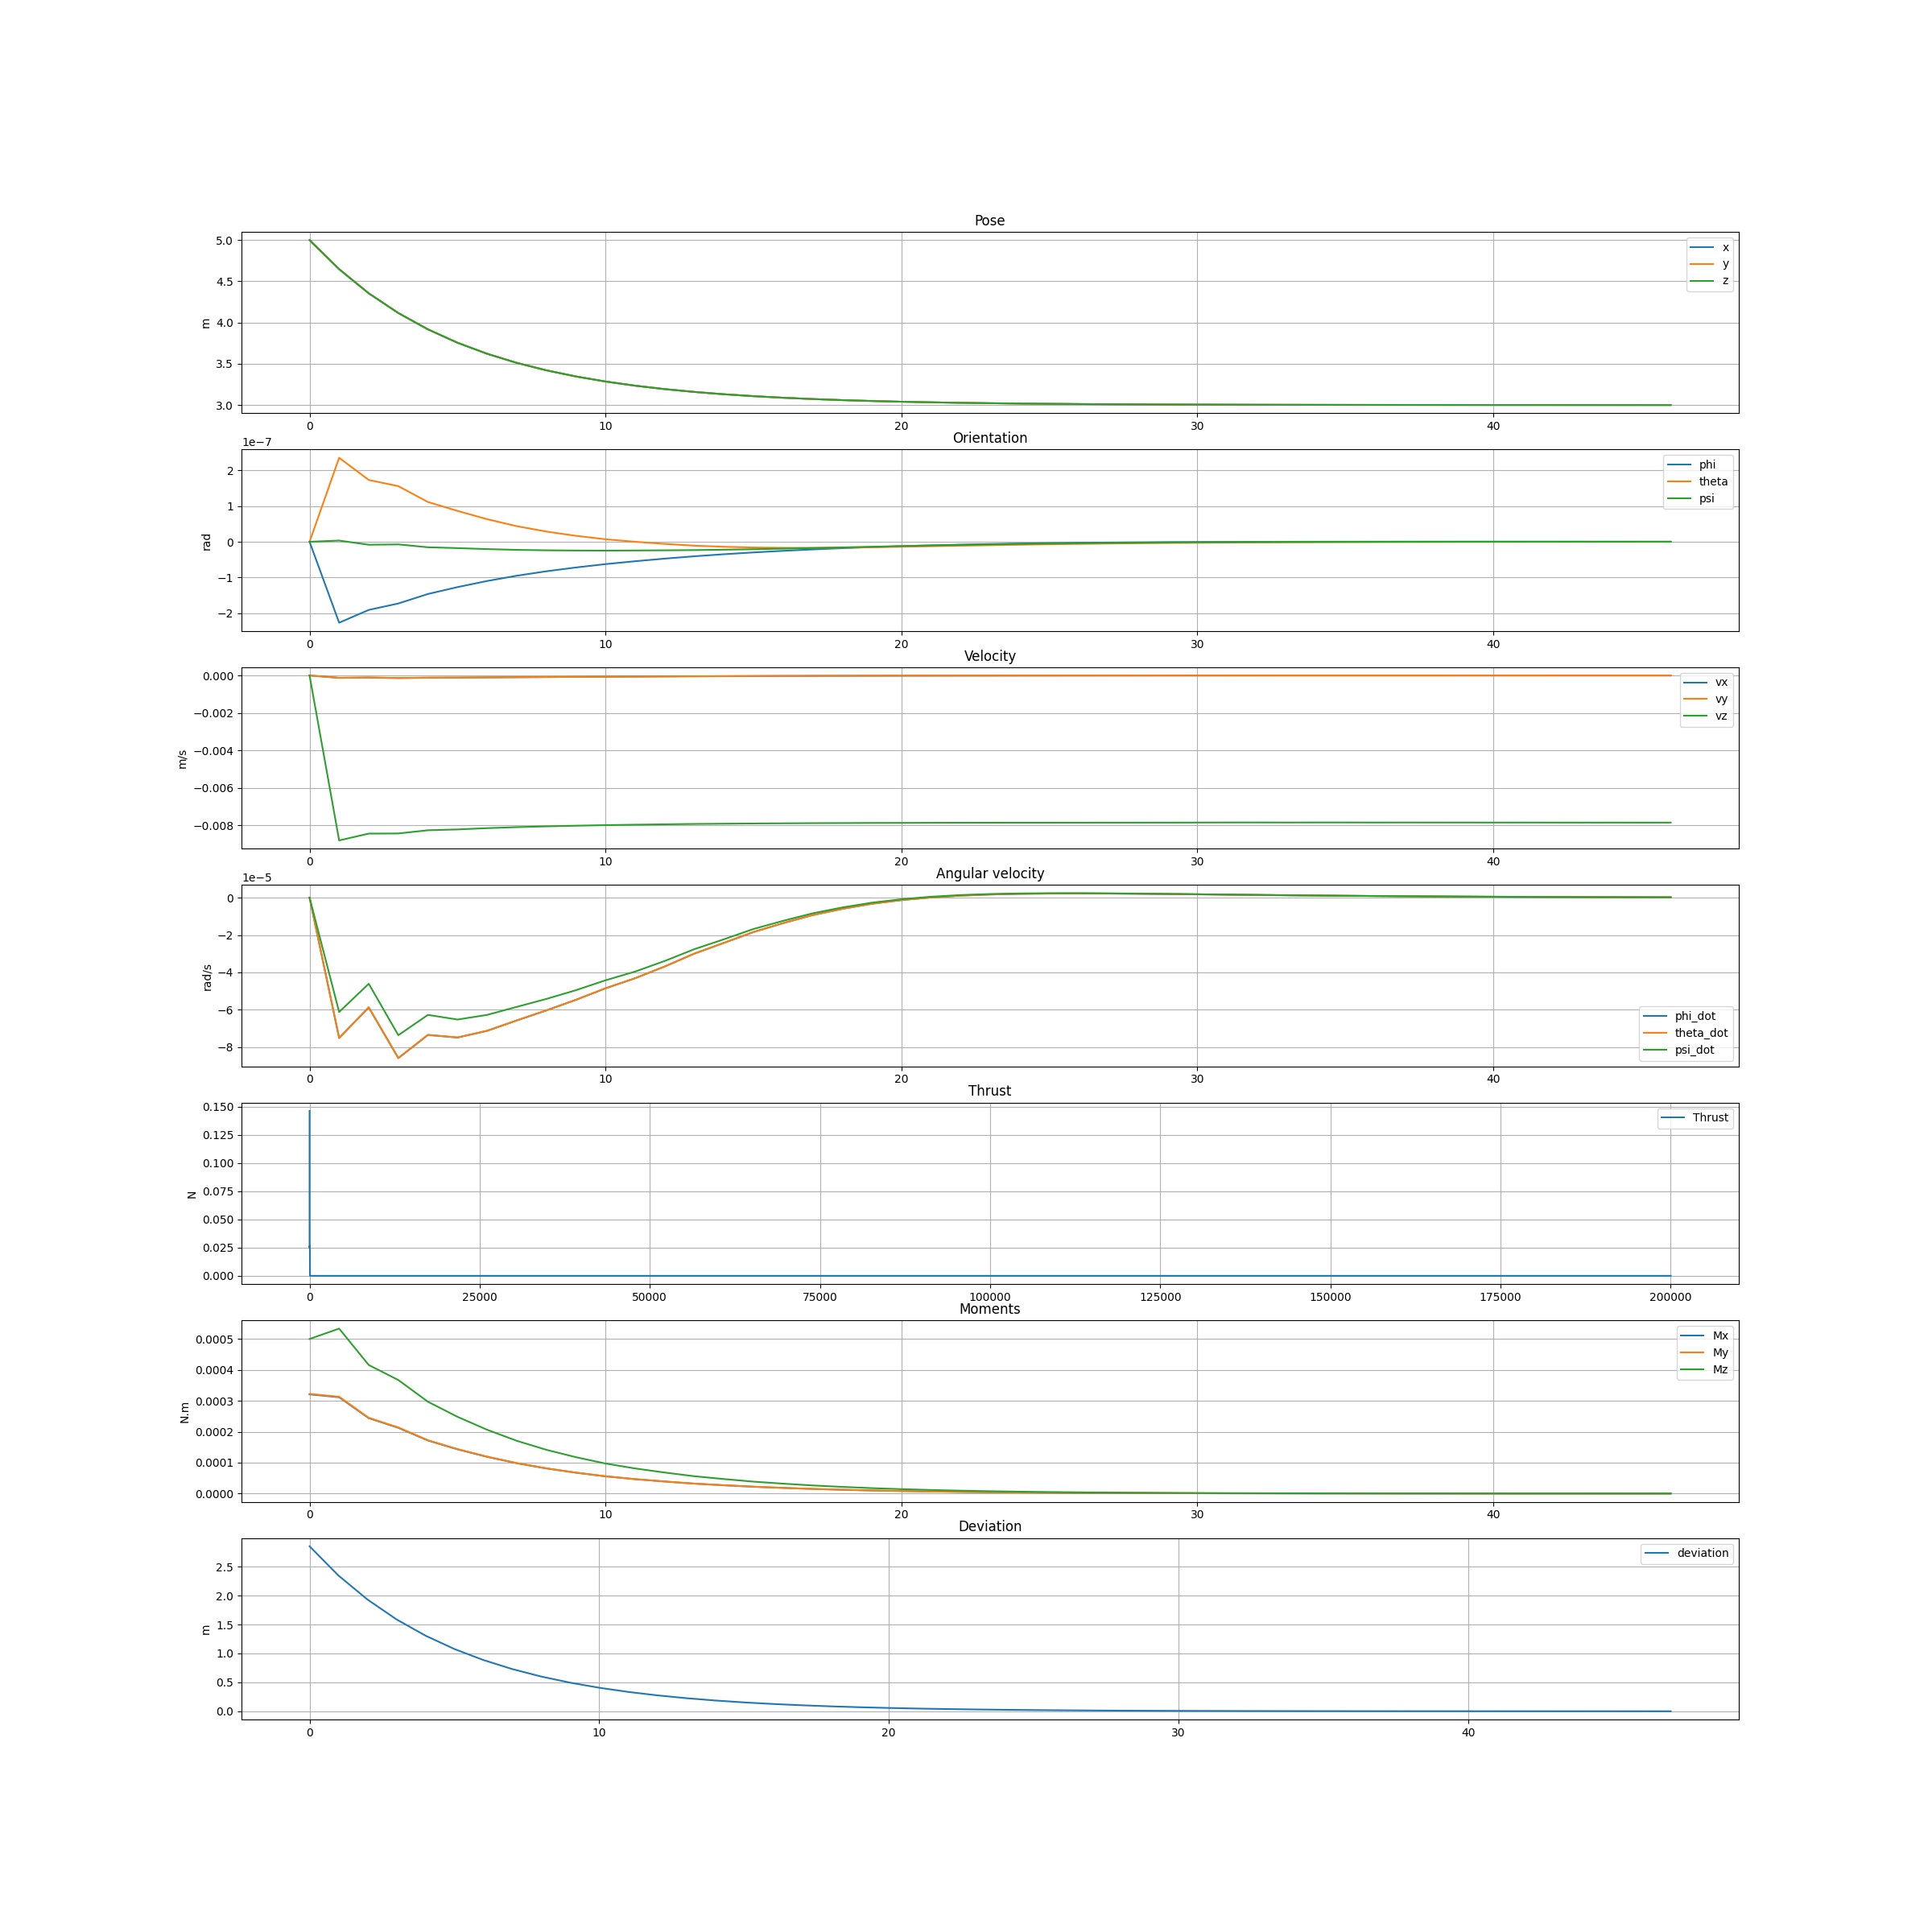 Pose
5.0
4.5
4.0
3.5
3.0
m
x
y
z
0 10 20 30 40
1e−7
Orientation
2
1
0
−1
−2
rad
phi
theta
psi
0 10 20 30 40
Velocity
0.000
−0.002
−0.004
−0.006
−0.008
m/s
vx
vy
vz
0 10 20 30 40
1e−5
Angular velocity
0
−2
−4
−6
−8
rad/s
phi_dot
theta_dot
psi_dot
0 10 20 30 40
Thrust
0.150
0.125
0.100
0.075
0.050
0.025
0.000
N
Thrust
0 25000 50000 75000 100000 125000 150000 175000 200000
Moments
0.0005
0.0004
0.0003
0.0002
0.0001
0.0000
N.m
Mx
My
Mz
0 10 20 30 40
Deviation
2.5
2.0
1.5
1.0
0.5
0.0
m
deviation
0 10 20 30 40